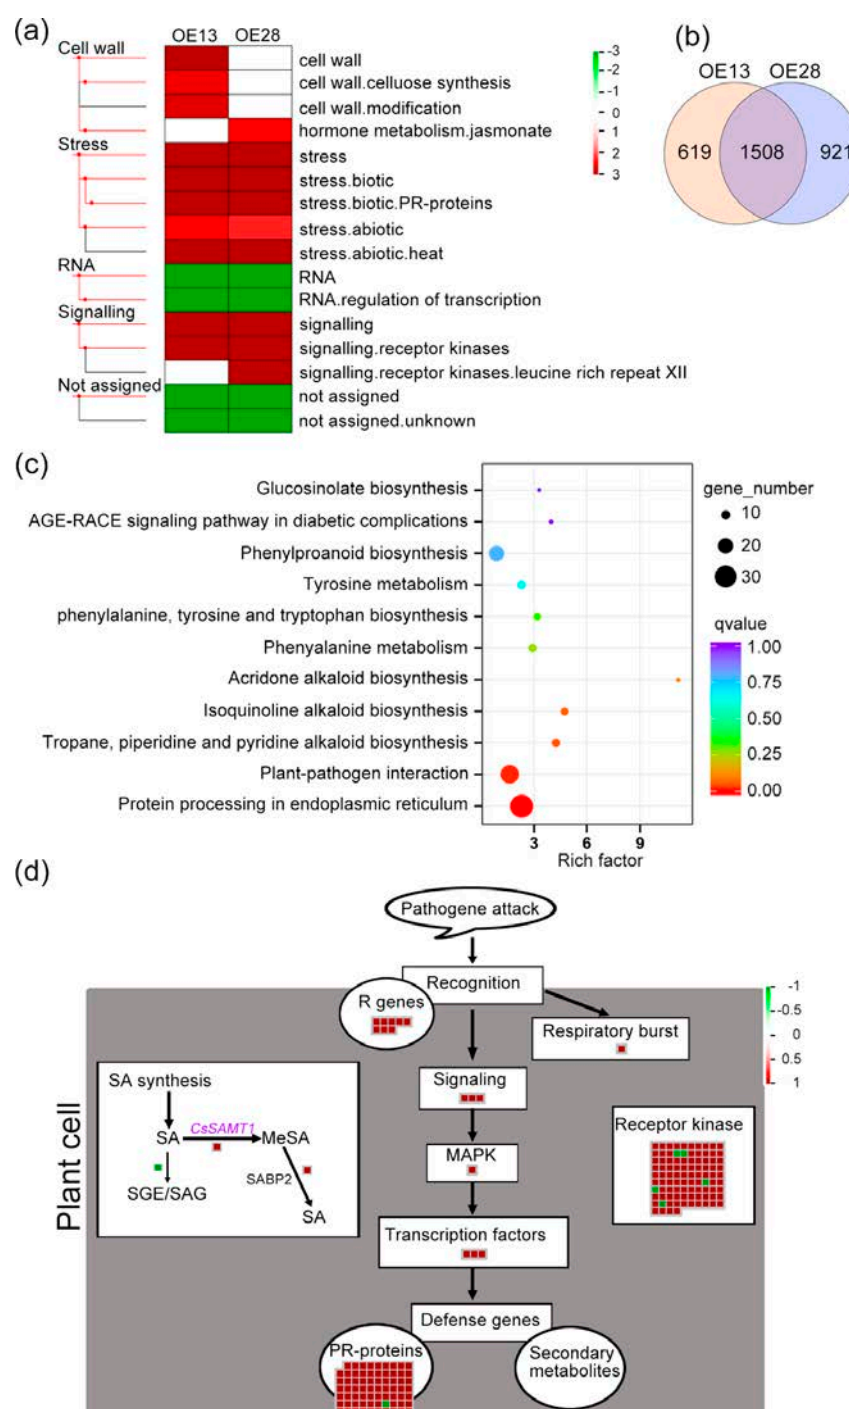 (a)
OE13 OE28
Cell wall
cell wall
cell wall.celluose synthesis
cell wall.modification
hormone metabolism.jasmonate
Stress
stress
stress.biotic
stress.biotic.PR-proteins
stress.abiotic
stress.abiotic.heat
RNA
RNA
RNA.regulation of transcription
Signalling
signalling
signalling.receptor kinases
signalling.receptor kinases.leucine rich repeat XII
Not assigned
not assigned
not assigned.unknown
-3
-2
-1
0
1
2
3
(b)
OE13 OE28
619 1508 921
(c)
Glucosinolate biosynthesis
AGE-RACE signaling pathway in diabetic complications
Phenylproanoid biosynthesis
Tyrosine metabolism
phenylalanine, tyrosine and tryptophan biosynthesis
Phenyalanine metabolism
Acridone alkaloid biosynthesis
Isoquinoline alkaloid biosynthesis
Tropane, piperidine and pyridine alkaloid biosynthesis
Plant-pathogen interaction
Protein processing in endoplasmic reticulum
3 6 9
Rich factor
gene_number
10
20
30
qvalue
1.00
0.75
0.50
0.25
0.00
(d)
Pathogene attack
Recognition
R genes
Respiratory burst
Signaling
MAPK
Transcription factors
Defense genes
PR-proteins
Secondary
metabolites
Plant cell
SA synthesis
CsSAMT1
SA MeSA
SABP2
SGE/SAG
SA
Receptor kinase
-1
-0.5
0
0.5
1